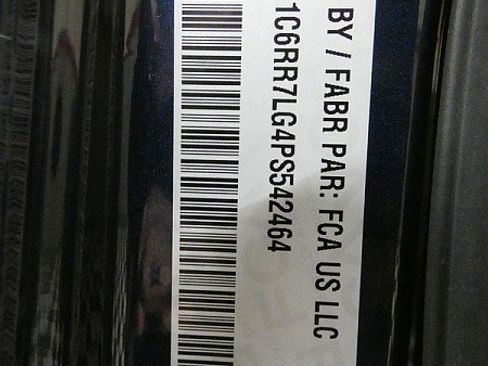 BY / FABR PAR: FCA US LLC
1C6RR7LG4PS542464